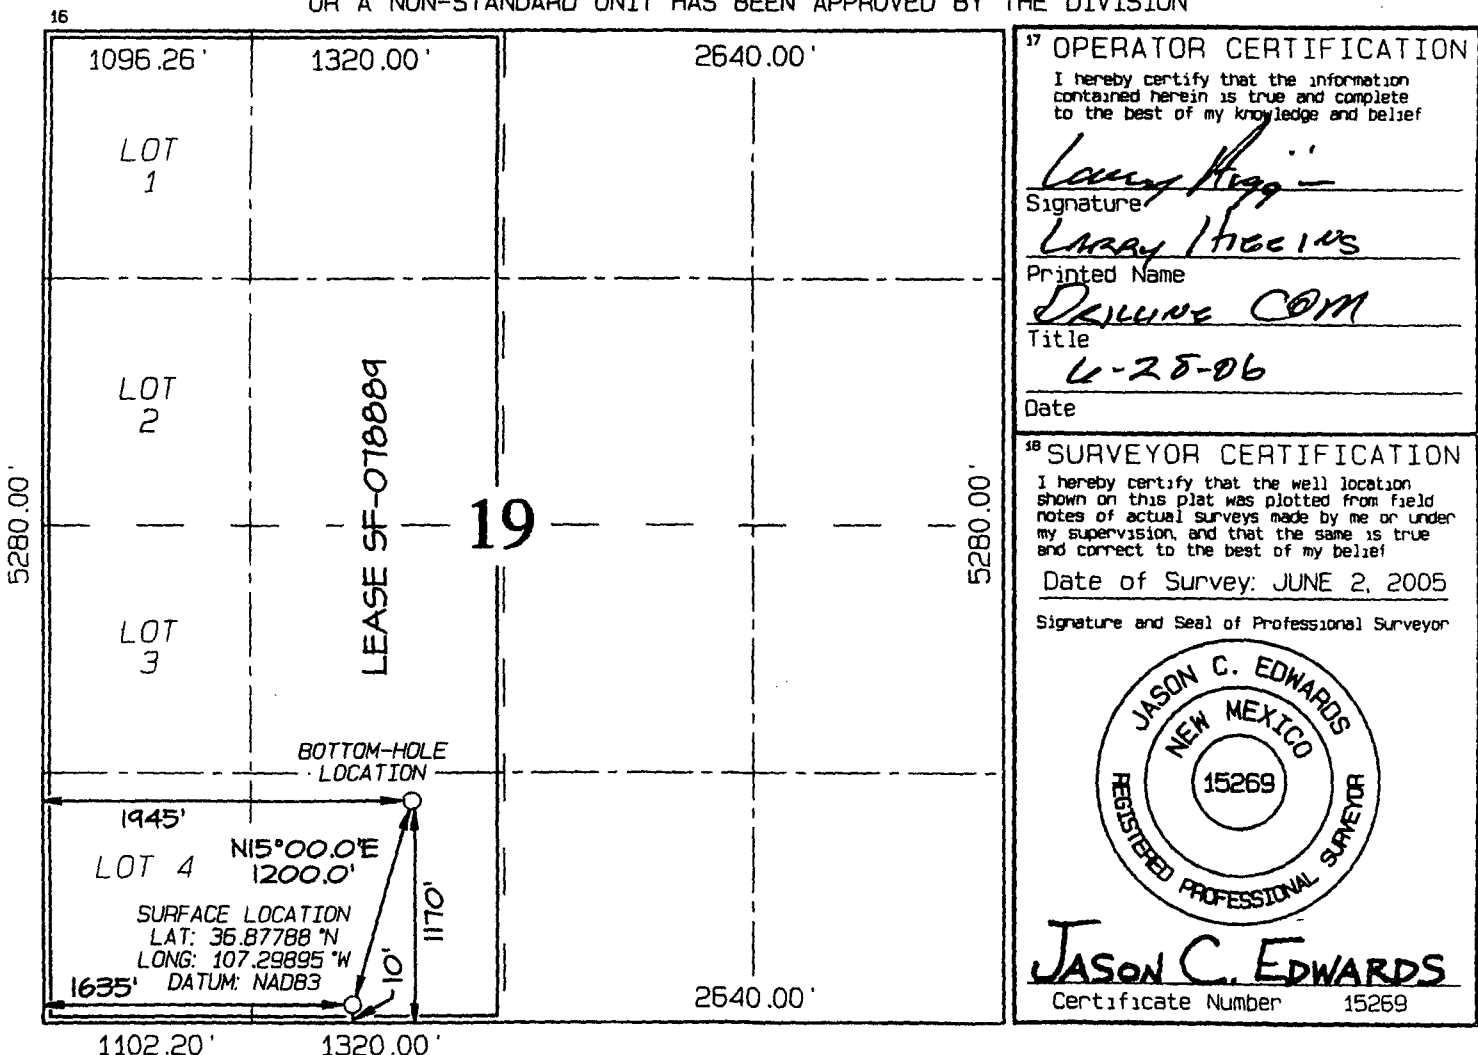 OR A NON-STANDARD UNIT HAS BEEN APPROVED BY THE DIVISION
16
1096.26'
1320.00'
2640.00'
LOT
1
LOT
2
LEASE SF-078889
5280.00'
19
5280.00'
LOT
3
BOTTOM-HOLE
LOCATION
1945'
LOT 4
N15°00.0'E
1200.0'
1170'
SURFACE LOCATION
LAT: 36.87788 °N
LONG: 107.29895 °W
DATUM: NAD83
10'
1635'
2640.00'
1102.20'
1320.00'
17 OPERATOR CERTIFICATION
I hereby certify that the information
contained herein is true and complete
to the best of my knowledge and belief
Larry Higgins
Signature
LARRY HIGGINS
Printed Name
DRILLING COM
Title
6-28-06
Date
18 SURVEYOR CERTIFICATION
I hereby certify that the well location
shown on this plat was plotted from field
notes of actual surveys made by me or under
my supervision, and that the same is true
and correct to the best of my belief
Date of Survey: JUNE 2, 2005
Signature and Seal of Professional Surveyor
JASON C. EDWARDS
NEW MEXICO
15269
REGISTERED PROFESSIONAL SURVEYOR
JASON C. EDWARDS
Certificate Number 15269